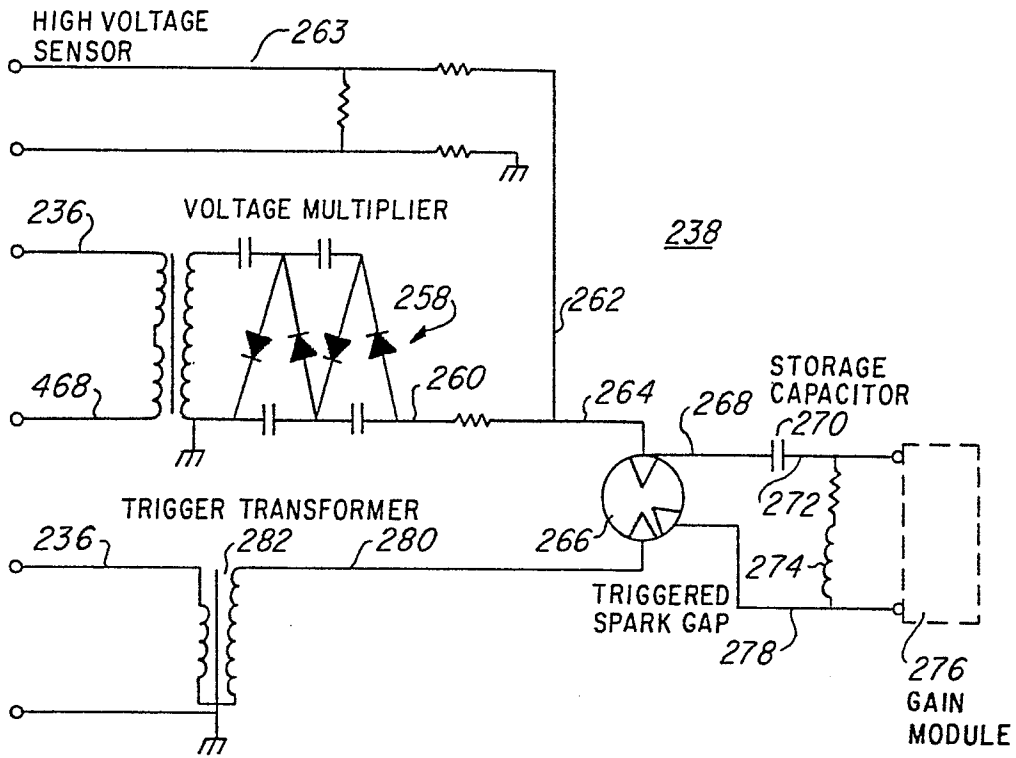 HIGH VOLTAGE
SENSOR
263
VOLTAGE MULTIPLIER
236
238
258
262
468
260
264
STORAGE
CAPACITOR
268
270
272
TRIGGER TRANSFORMER
236
282
280
266
274
TRIGGERED
SPARK GAP
278
276
GAIN
MODULE